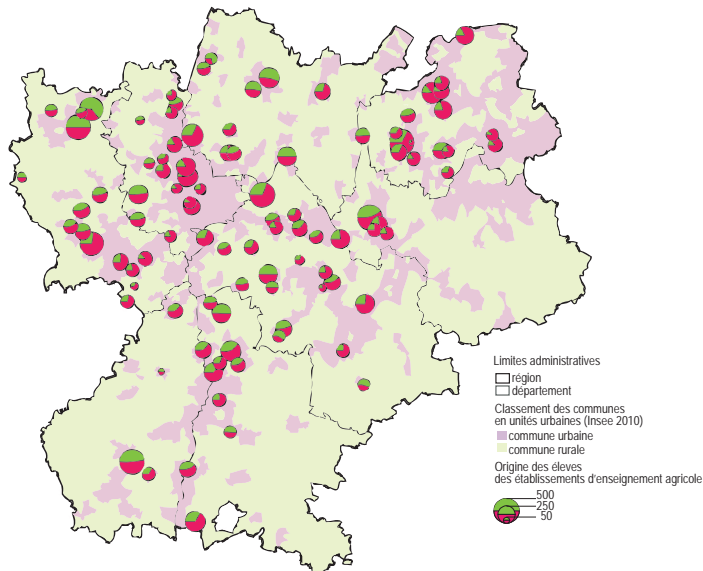 Limites administratives
région
département
Classement des communes
en unités urbaines (Insee 2010)
commune urbaine
commune rurale
Origine des éleves
des établissements d'enseignement agricole
500
250
50